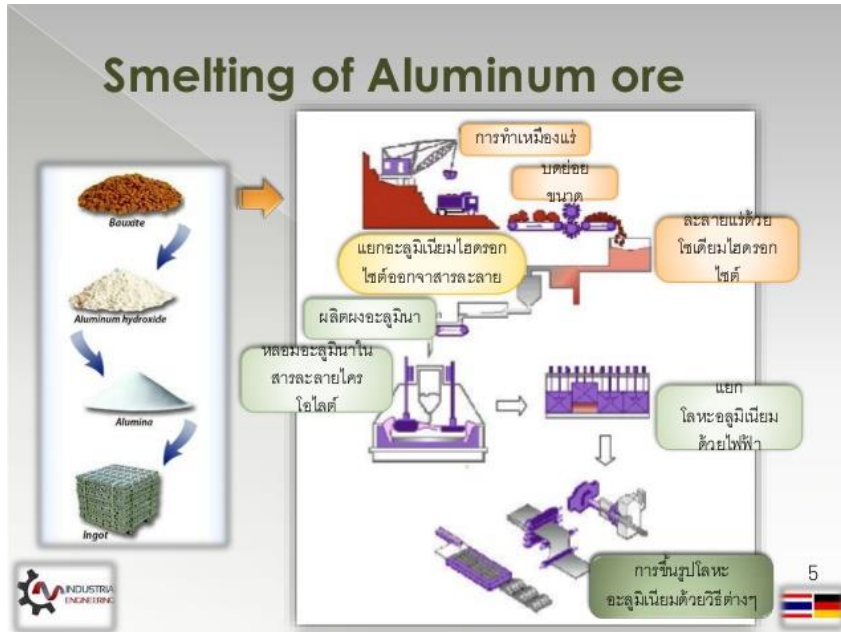 Smelting of Aluminum ore
Bauxite
Aluminum hydroxide
Alumina
Ingot
การทำเหมืองแร่
บดย่อย
ขนาด
ละลายแร่ด้วย
โซเดียมไฮดรอก
ไซต์
แยกอะลูมิเนียมไฮดรอก
ไซต์ออกจาสารละลาย
ผลิตผงอะลูมินา
หลอมอะลูมินาใน
สารละลายไคร
โอไลต์
แยก
โลหะอลูมิเนียม
ด้วยไฟฟ้า
การขึ้นรูปโลหะ
อะลูมิเนียมด้วยวิธีต่างๆ
INDUSTRIA
ENGINEERING
5